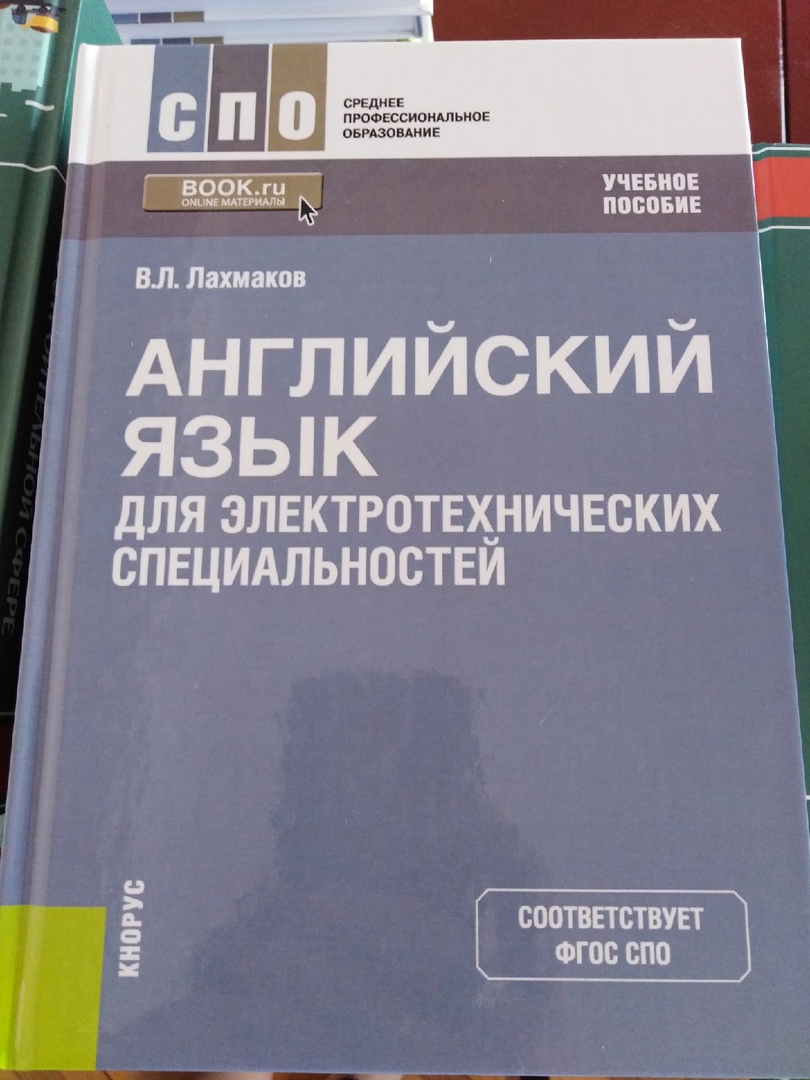 СПО
СРЕДНЕЕ
ПРОФЕССИОНАЛЬНОЕ
ОБРАЗОВАНИЕ
BOOK.ru
ONLINE МАТЕРИАЛЫ
УЧЕБНОЕ
ПОСОБИЕ
В.Л. Лахмаков
АНГЛИЙСКИЙ
ЯЗЫК
ДЛЯ ЭЛЕКТРОТЕХНИЧЕСКИХ
СПЕЦИАЛЬНОСТЕЙ
КНОРУС
СООТВЕТСТВУЕТ
ФГОС СПО
СФЕРЕ